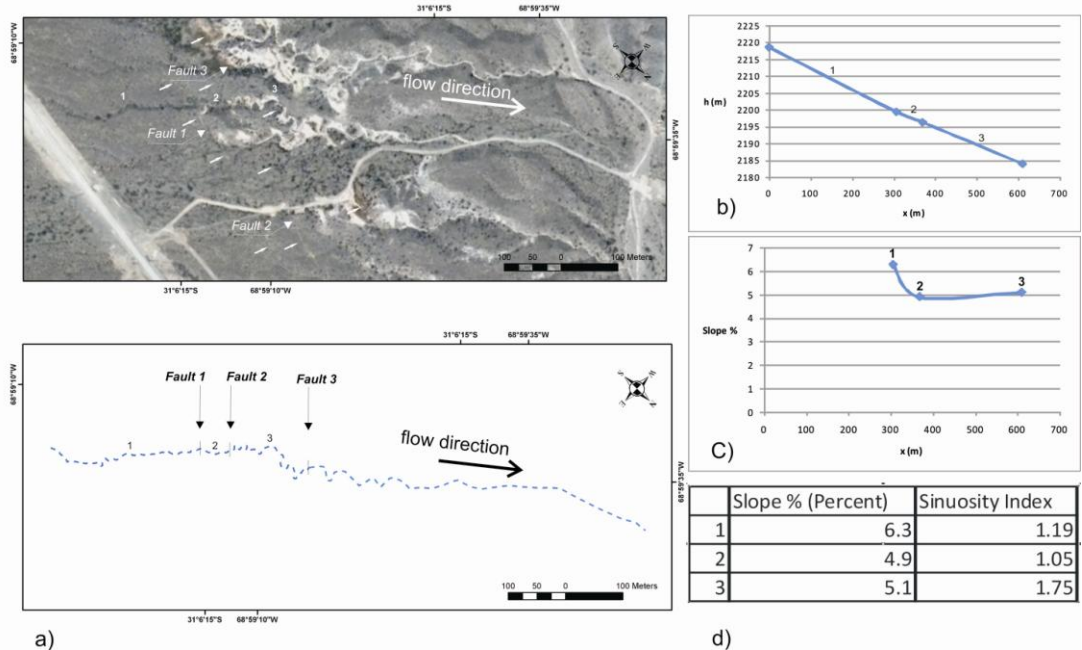 31°6'15"S
68°59'35"W
68°59'10"W
Fault 3
1
2
3
Fault 1
flow direction
S
W
E
N
68°59'35"W
Fault 2
100 50 0 100 Meters
31°6'15"S
68°59'10"W
31°6'15"S
68°59'35"W
68°59'10"W
Fault 1
Fault 2
Fault 3
S
W
E
N
flow direction
1
2
3
68°59'35"W
100 50 0 100 Meters
31°6'15"S
68°59'10"W
a)
2225
2220
2215
2210
2205
2200
2195
2190
2185
2180
h (m)
1
2
3
0 100 200 300 400 500 600 700
x (m)
b)
7
6
5
4
3
2
1
0
Slope %
1
2
3
0 100 200 300 400 500 600 700
x (m)
C)
Slope % (Percent) Sinuosity Index
1 6.3 1.19
2 4.9 1.05
3 5.1 1.75
d)